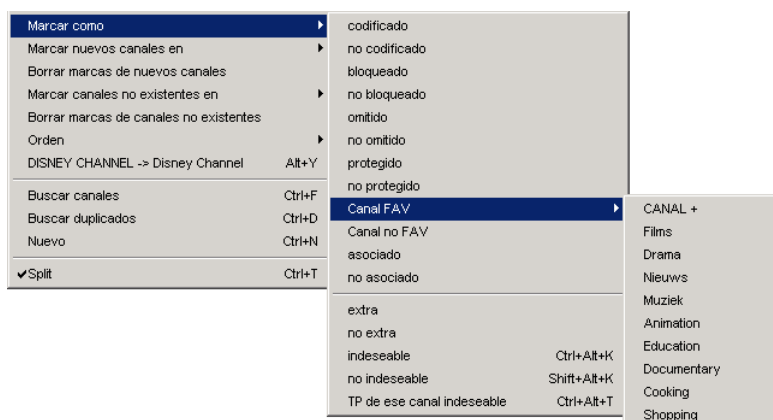 Marcar como
Marcar nuevos canales en
Borrar marcas de nuevos canales
Marcar canales no existentes en
Borrar marcas de canales no existentes
Orden
DISNEY CHANNEL -> Disney Channel Alt+Y
Buscar canales Ctrl+F
Buscar duplicados Ctrl+D
Nuevo Ctrl+N
Split Ctrl+T
codificado
no codificado
bloqueado
no bloqueado
omitido
no omitido
protegido
no protegido
Canal FAV
Canal no FAV
asociado
no asociado
extra
no extra
indeseable Ctrl+Alt+K
no indeseable Shift+Alt+K
TP de ese canal indeseable Ctrl+Alt+T
CANAL +
Films
Drama
Nieuws
Muziek
Animation
Education
Documentary
Cooking
Shopping